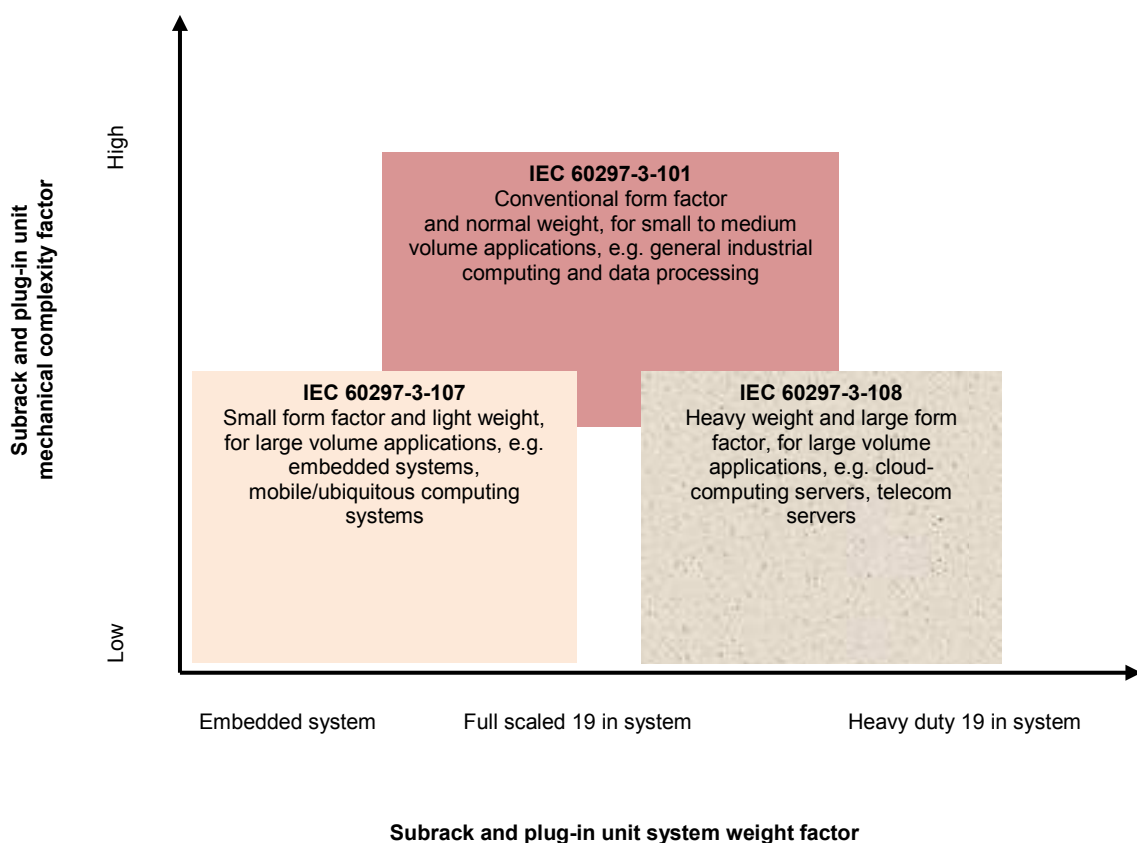 Subrack and plug-in unit
mechanical complexity factor
High
Low
IEC 60297-3-101
Conventional form factor
and normal weight, for small to medium
volume applications, e.g. general industrial
computing and data processing
IEC 60297-3-107
Small form factor and light weight,
for large volume applications, e.g.
embedded systems,
mobile/ubiquitous computing
systems
IEC 60297-3-108
Heavy weight and large form
factor, for large volume
applications, e.g. cloud-
computing servers, telecom
servers
Embedded system
Full scaled 19 in system
Heavy duty 19 in system
Subrack and plug-in unit system weight factor